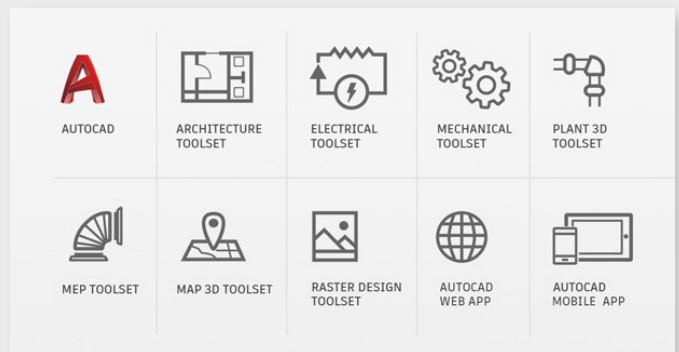 AUTOCAD
ARCHITECTURE
TOOLSET
ELECTRICAL
TOOLSET
MECHANICAL
TOOLSET
PLANT 3D
TOOLSET
MEP TOOLSET
MAP 3D TOOLSET
RASTER DESIGN
TOOLSET
AUTOCAD
WEB APP
AUTOCAD
MOBILE APP